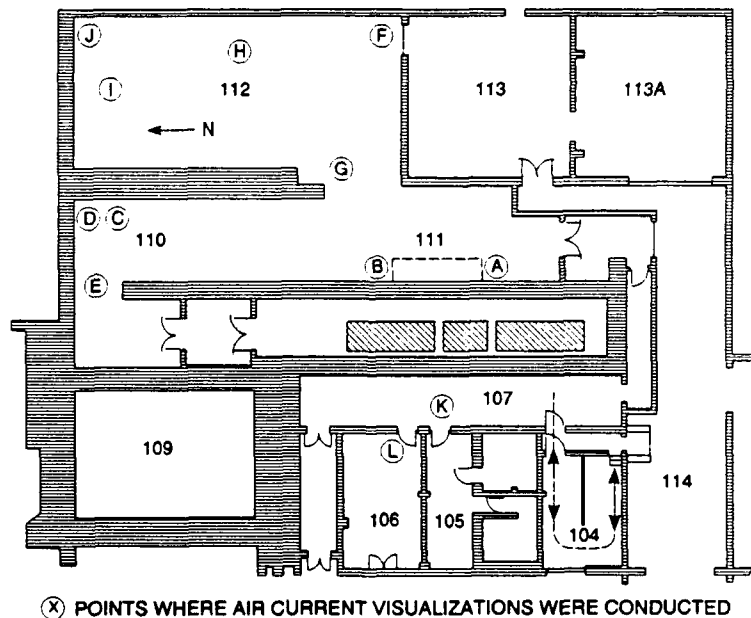 J
H
F
I
112
113
113A
N
G
D
C
110
111
B
A
E
K
107
109
L
106
105
104
114
X POINTS WHERE AIR CURRENT VISUALIZATIONS WERE CONDUCTED